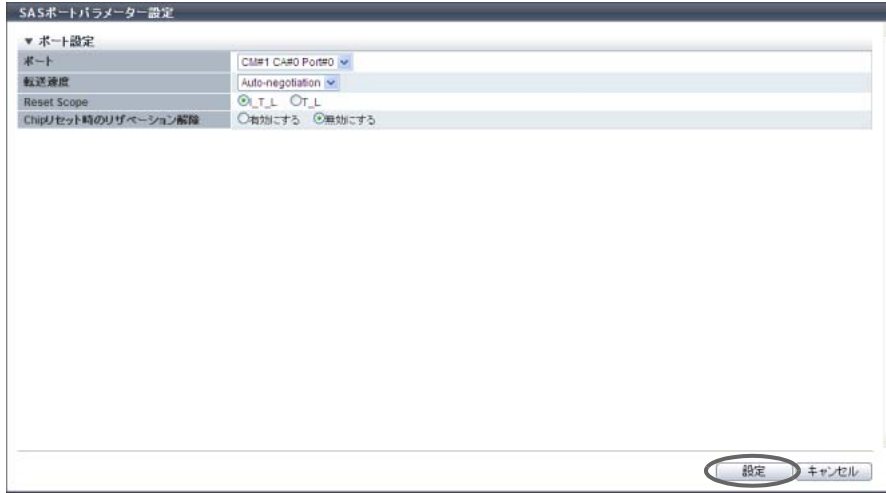 SASポートパラメーター設定
▼ ポート設定
ポート CM#1 CA#0 Port#0
転送速度 Auto-negotiation
Reset Scope I_T_L T_L
Chipリセット時のリザベーション解除 有効にする 無効にする
設定 キャンセル